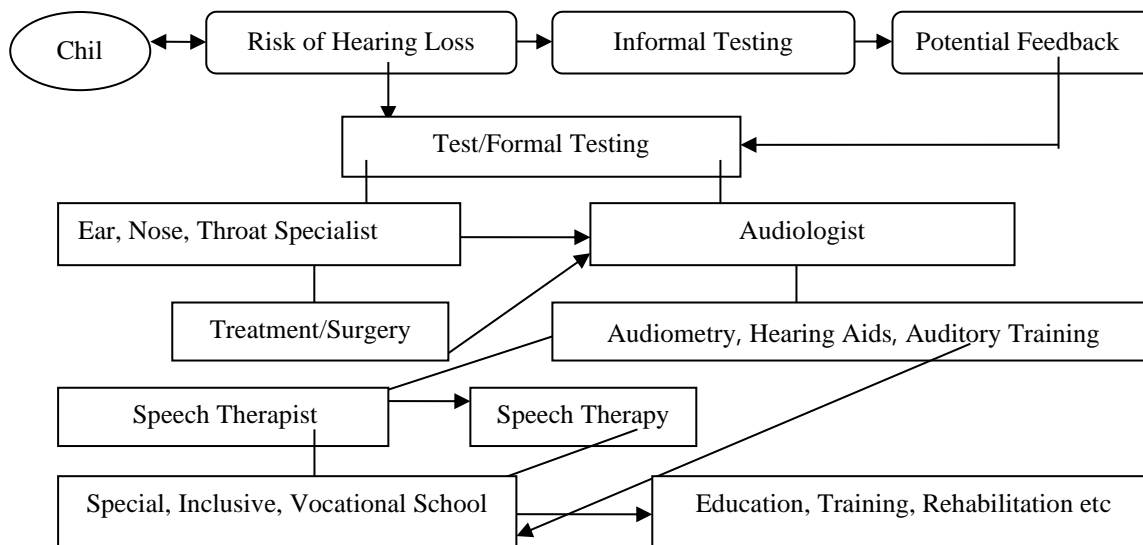 Chil
Risk of Hearing Loss
Informal Testing
Potential Feedback
Test/Formal Testing
Ear, Nose, Throat Specialist
Audiologist
Treatment/Surgery
Audiometry, Hearing Aids, Auditory Training
Speech Therapist
Speech Therapy
Special, Inclusive, Vocational School
Education, Training, Rehabilitation etc